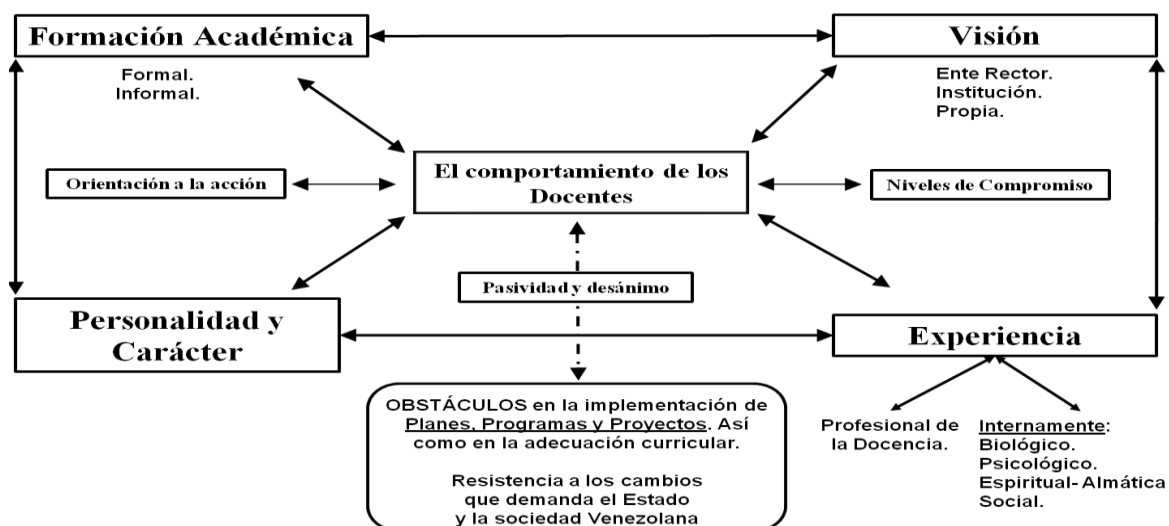 Formación Académica
Visión
Formal.
Informal.
Ente Rector.
Institución.
Propia.
El comportamiento de los
Docentes
Orientación a la acción
Niveles de Compromiso
Pasividad y desánimo
Personalidad y
Carácter
Experiencia
OBSTÁCULOS en la implementación de
Planes, Programas y Proyectos. Así
como en la adecuación curricular.
Resistencia a los cambios
que demanda el Estado
y la sociedad Venezolana
Profesional de
la Docencia.
Internamente:
Biológico.
Psicológico.
Espiritual- Almática
Social.